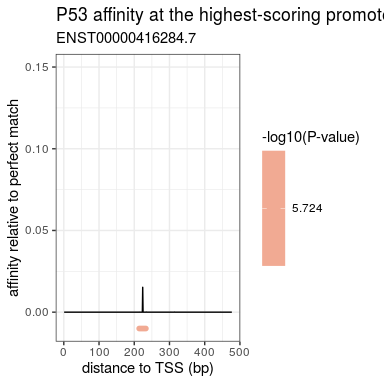 P53 affinity at the highest-scoring promot
ENST00000416284.7
affinity relative to perfect match
0.15
0.10
0.05
0.00
0 100 200 300 400 500
distance to TSS (bp)
-log10(P-value)
5.724